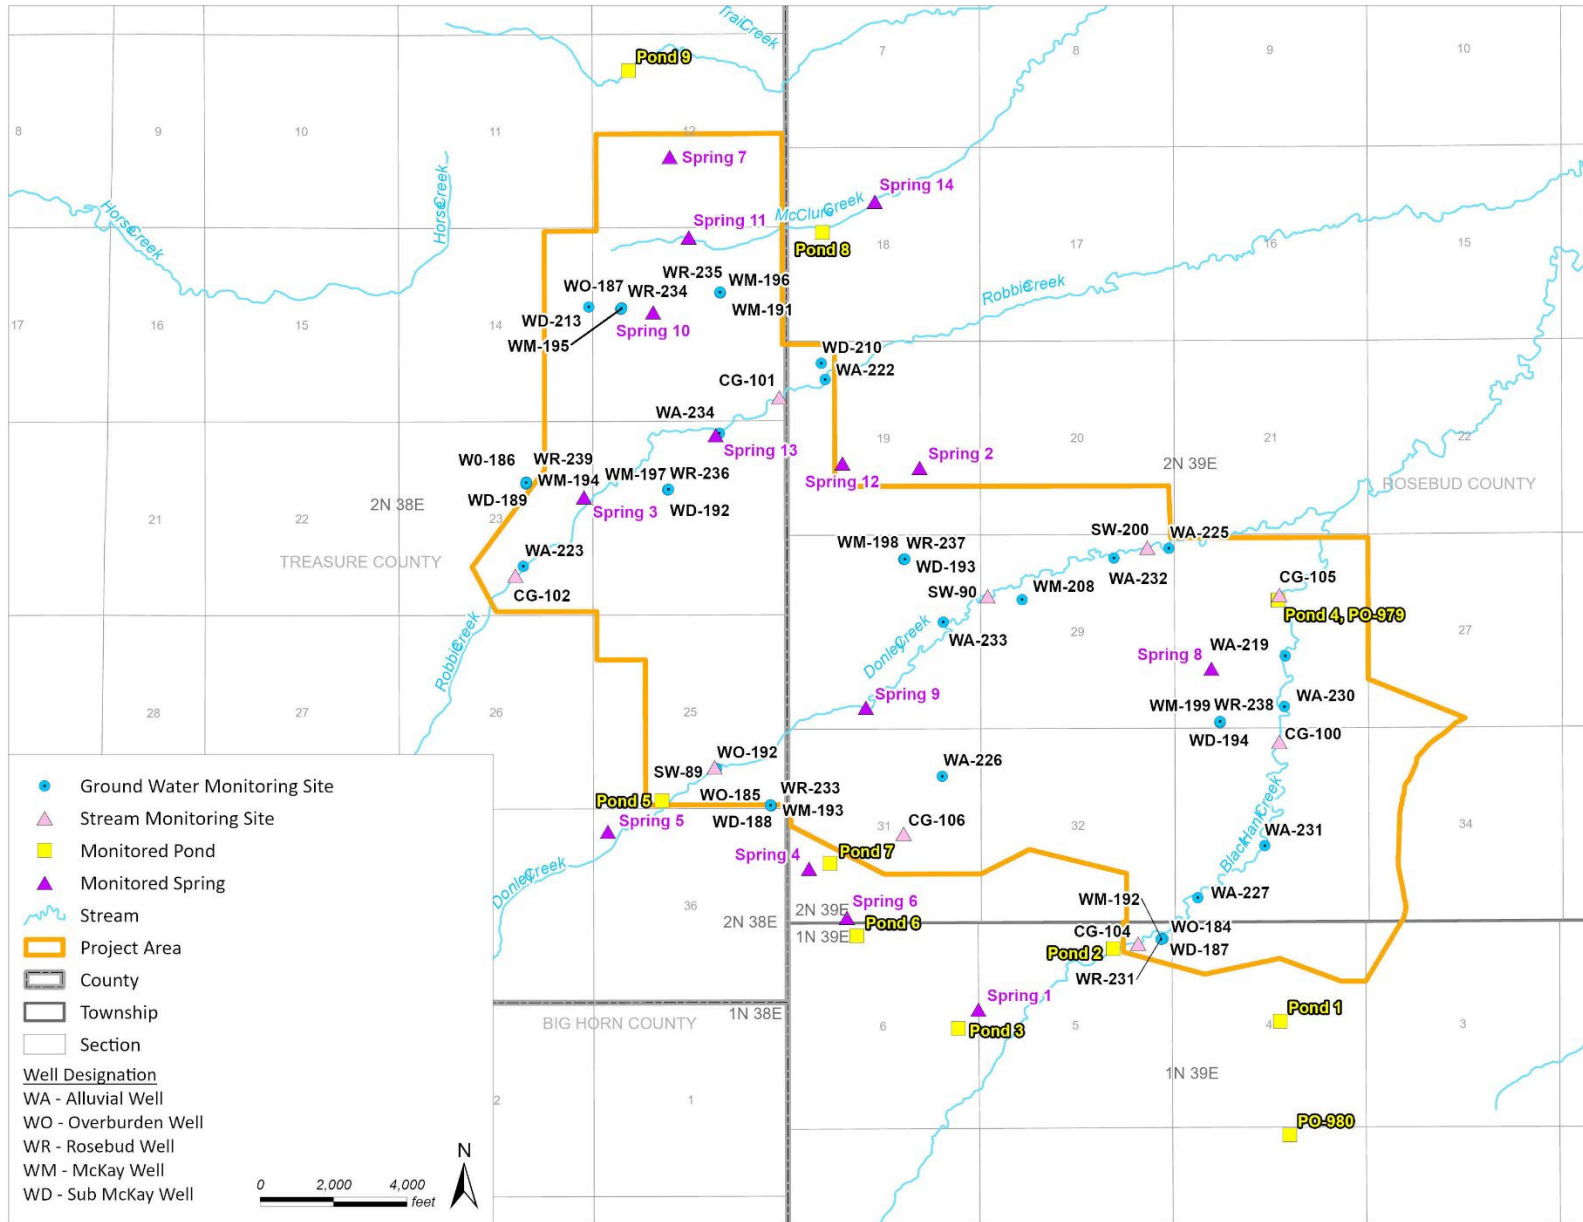 Trail Creek
Pond 9
7
8
9
10
8
9
10
11
12
Spring 7
Spring 14
McClure Creek
Spring 11
Horse Creek
Horse Creek
Pond 8
18
17
16
15
WR-235
WM-196
WO-187
WR-234
WM-191
WD-213
Spring 10
WM-195
Robbie Creek
17
16
15
14
WD-210
WA-222
CG-101
WA-234
Spring 13
19
20
21
22
Spring 2
2N 39E
Spring 12
ROSEBUD COUNTY
W0-186
WR-239
WM-194
WM-197
WR-236
WD-189
WD-192
2N 38E
Spring 3
21
22
23
TREASURE COUNTY
WA-223
CG-102
SW-200
WA-225
WM-198
WR-237
WD-193
WA-232
SW-90
WM-208
CG-105
Pond 4, PO-979
WA-233
29
27
Donley Creek
WA-219
Spring 8
Robbie Creek
Spring 9
WA-230
WM-199
WR-238
WD-194
CG-100
28
27
26
25
WO-192
SW-89
WA-226
Pond 5
WO-185
WR-233
WD-188
WM-193
Spring 5
31
32
34
CG-106
Black Hank Creek
WA-231
Spring 4
Pond 7
Donley Creek
WA-227
WM-192
36
2N 38E
2N 39E
1N 39E
Spring 6
Pond 6
CG-104
WO-184
Pond 2
WD-187
WR-231
Spring 1
1N 38E
BIG HORN COUNTY
Pond 3
6
5
4
3
Pond 1
1N 39E
2
1
PO-980
Ground Water Monitoring Site
Stream Monitoring Site
Monitored Pond
Monitored Spring
Stream
Project Area
County
Township
Section
Well Designation
WA - Alluvial Well
WO - Overburden Well
WR - Rosebud Well
WM - McKay Well
WD - Sub McKay Well
0 2,000 4,000
feet
N